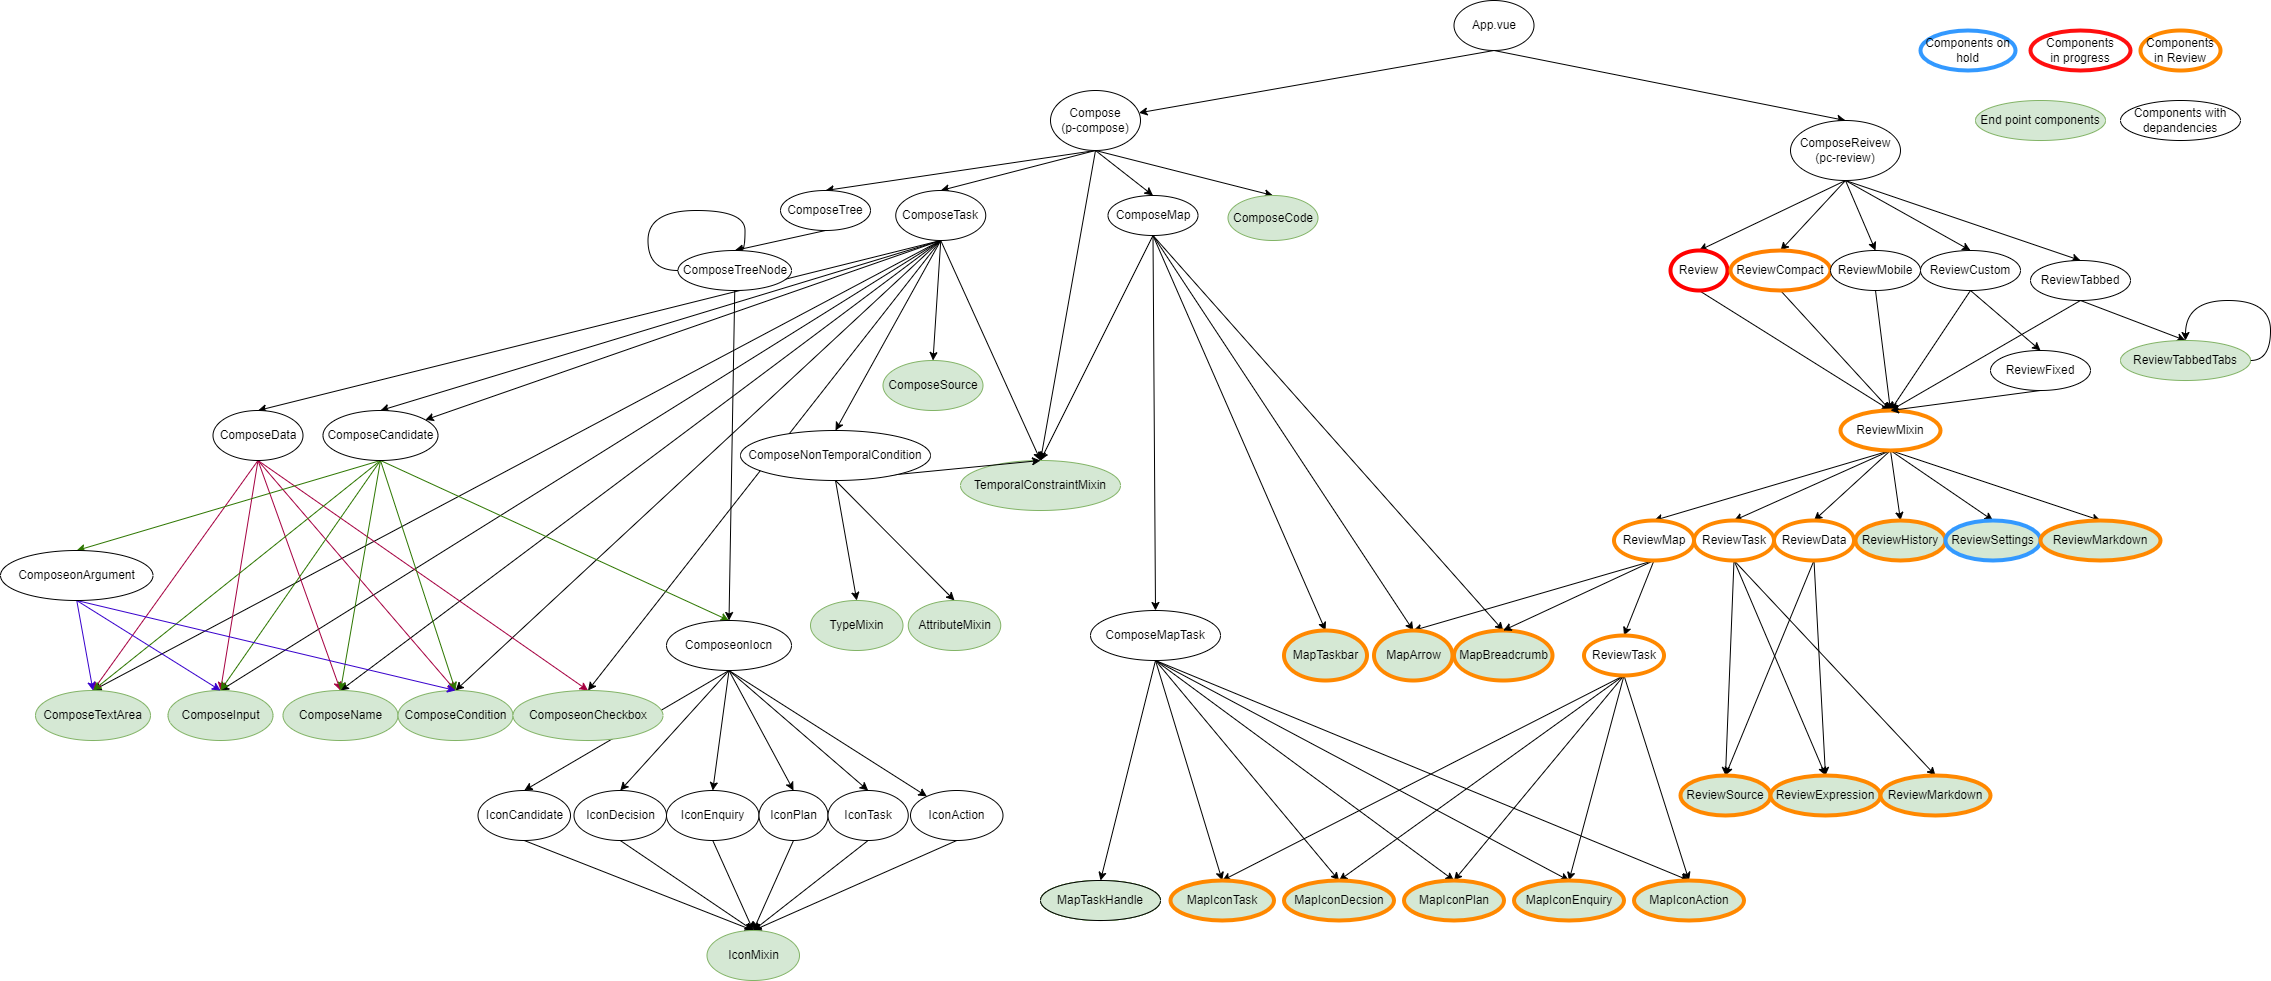 App.vue
Components on
hold
Components
in progress
Components
in Review
End point components
Components with
depandencies
Compose
(p-compose)
ComposeReivew
(pc-review)
ComposeTree
ComposeTask
ComposeMap
ComposeCode
ComposeTreeNode
Review
ReviewCompact
ReviewMobile
ReviewCustom
ReviewTabbed
ComposeSource
ReviewFixed
ReviewTabbedTabs
ComposeData
ComposeCandidate
ComposeNonTemporalCondition
TemporalConstraintMixin
ReviewMixin
ReviewMap
ReviewTask
ReviewData
ReviewHistory
ReviewSettings
ReviewMarkdown
ComposeonArgument
TypeMixin
AttributeMixin
ComposeonIocn
ComposeMapTask
MapTaskbar
MapArrow
MapBreadcrumb
ReviewTask
ComposeTextArea
ComposeInput
ComposeName
ComposeCondition
ComposeonCheckbox
IconCandidate
IconDecision
IconEnquiry
IconPlan
IconTask
IconAction
ReviewSource
ReviewExpression
ReviewMarkdown
MapTaskHandle
MapIconTask
MapIconDecsion
MapIconPlan
MapIconEnquiry
MapIconAction
IconMixin